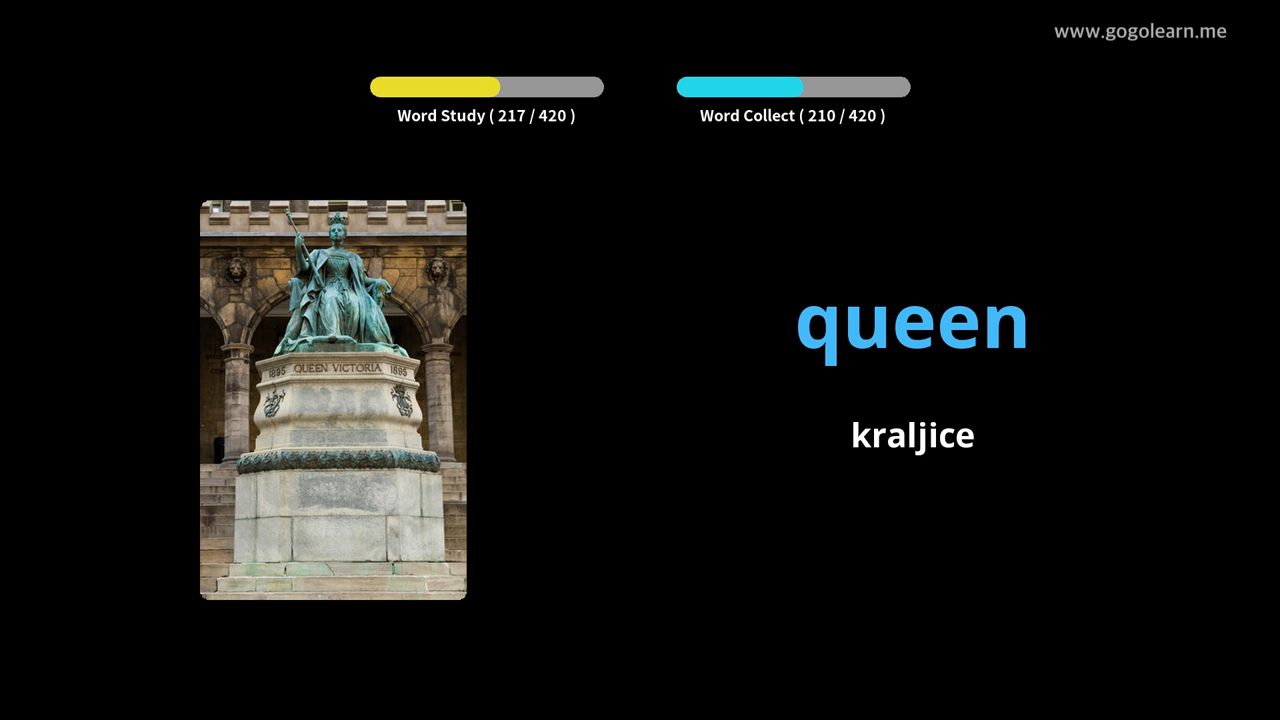 www.gogolearn.me
Word Study ( 217 / 420 )
Word Collect ( 210 / 420 )
1895 QUEEN VICTORIA 1895
queen
kraljice